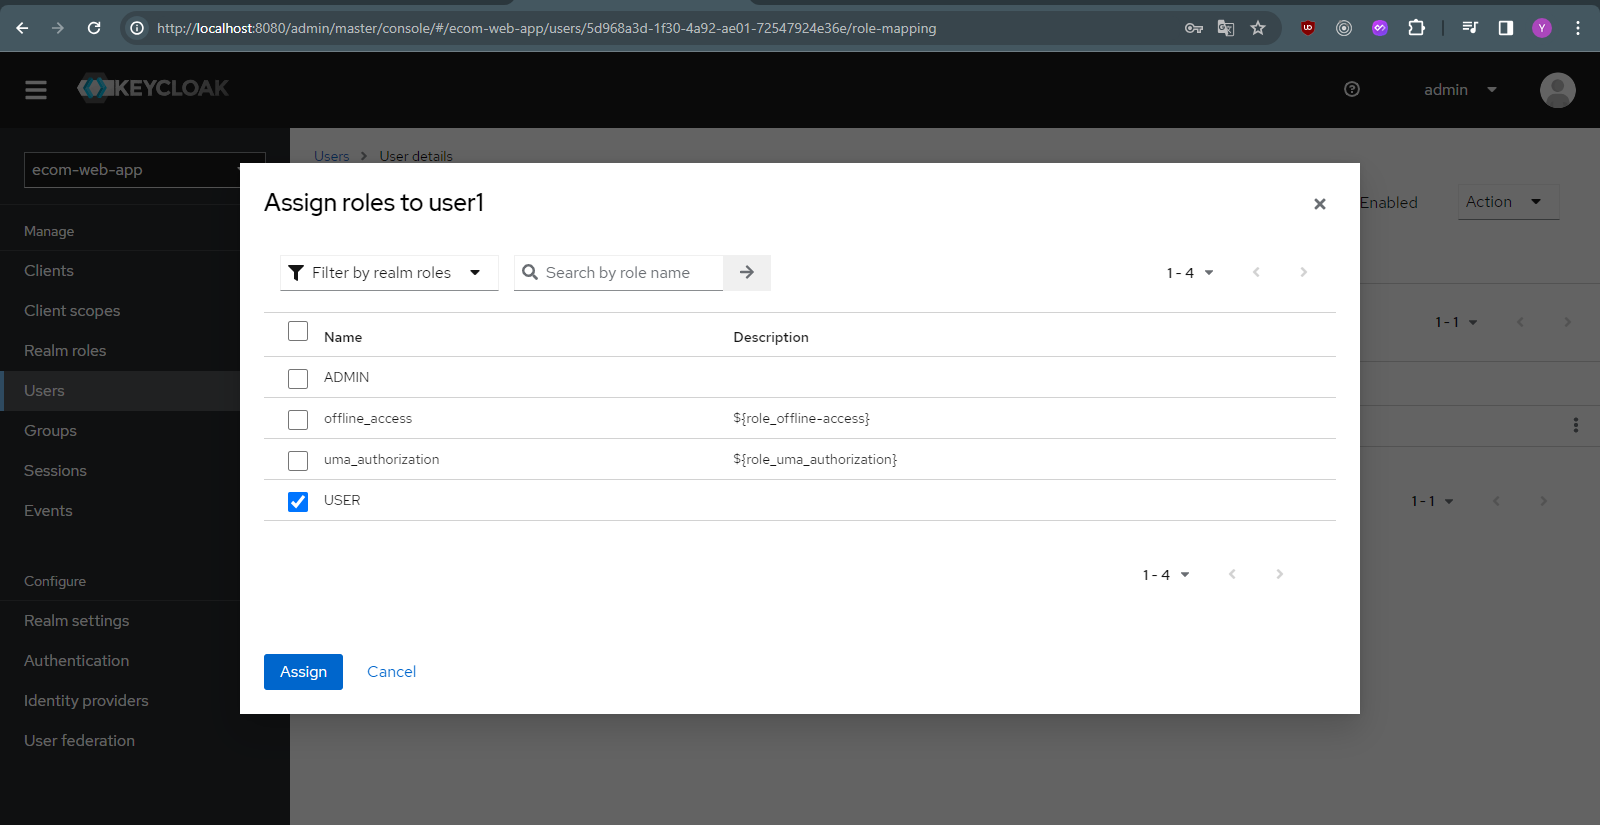 http://localhost:8080/admin/master/console/#/ecom-web-app/users/5d968a3d-1f30-4a92-ae01-72547924e36e/role-mapping
Y
KEYCLOAK
admin
ecom-web-app
Users > User details
Enabled
Action
Manage
Clients
Client scopes
Realm roles
Users
Groups
Sessions
Events
Configure
Realm settings
Authentication
Identity providers
User federation
1 - 1
1 - 1
Assign roles to user1
Filter by realm roles
Search by role name
1 - 4
Name Description
ADMIN
offline_access ${role_offline-access}
uma_authorization ${role_uma_authorization}
USER
1 - 4
Assign Cancel